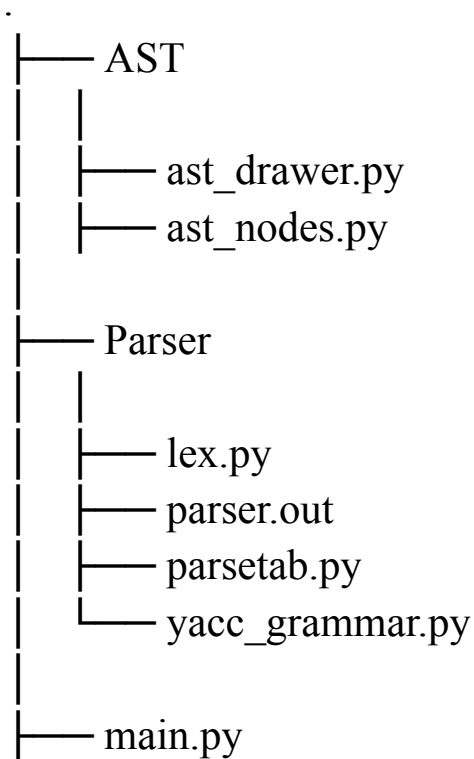 .
├── AST
│   │
│   ├── ast_drawer.py
│   ├── ast_nodes.py
│
├── Parser
│   │
│   ├── lex.py
│   ├── parser.out
│   ├── parsetab.py
│   └── yacc_grammar.py
│
├── main.py